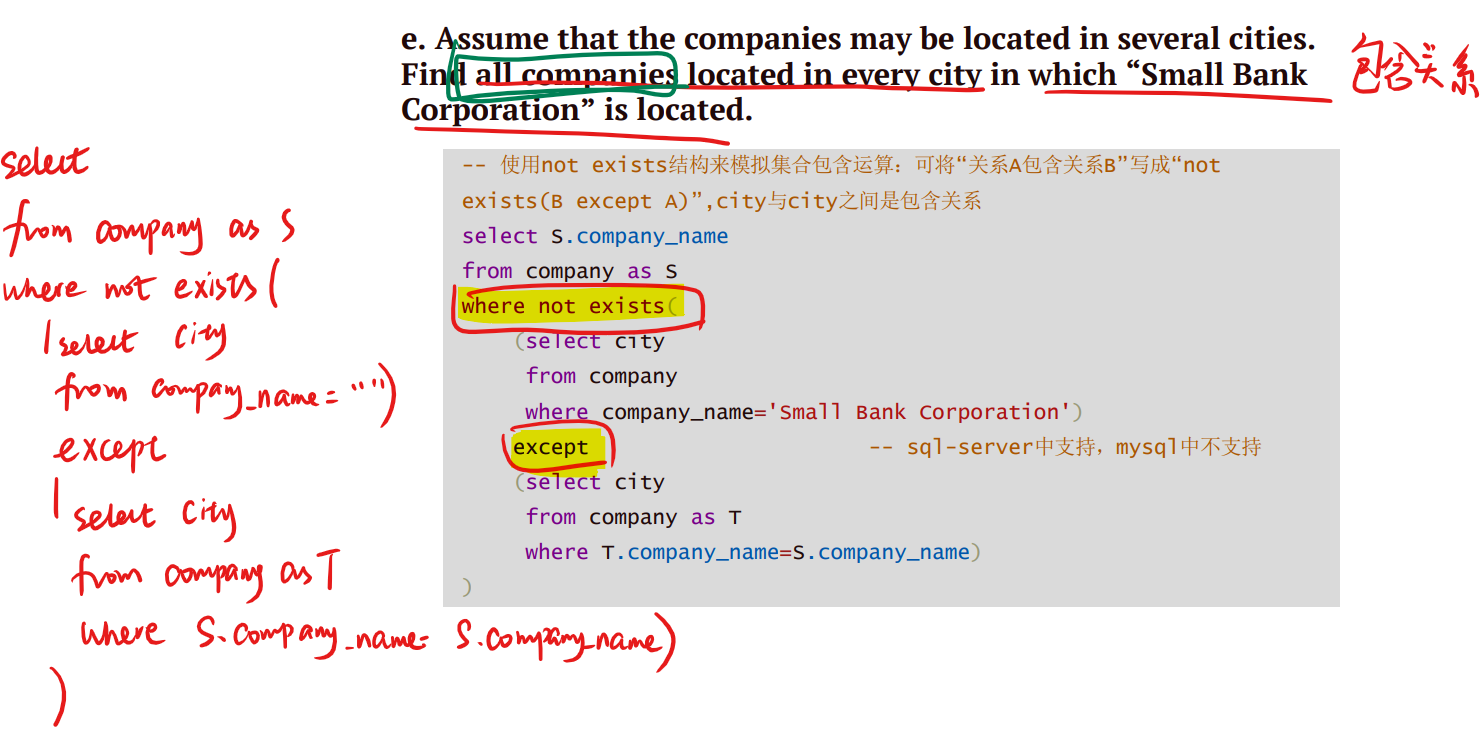 e. Assume that the companies may be located in several cities.
Find all companies located in every city in which “Small Bank
Corporation” is located.
包含关系
-- 使用not exists结构来模拟集合包含运算：可将“关系A包含关系B”写成“not
exists(B except A)”,city与city之间是包含关系
select S.company_name
from company as S
where not exists(
(select city
from company
where company_name='Small Bank Corporation')
except -- sql-server中支持，mysql中不支持
(select city
from company as T
where T.company_name=S.company_name)
)
select
from company as S
where not exists(
(select city
from company_name="")
except
(select city
from company as T
where S.company_name= S.company_name)
)